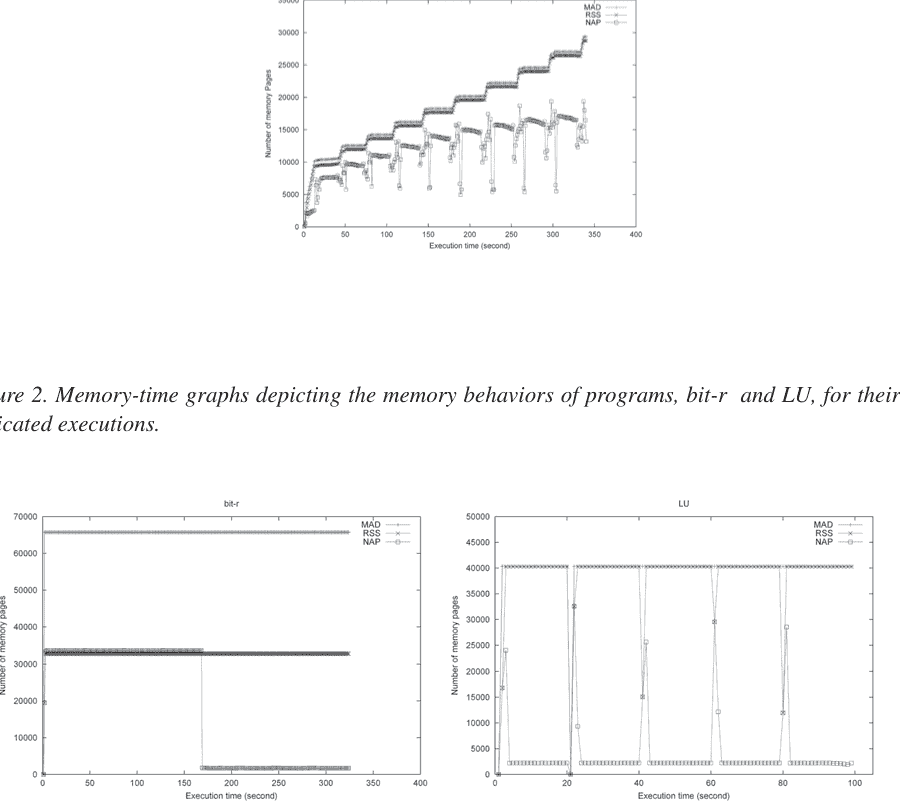 35000
30000
25000
20000
15000
10000
5000
0
Number of memory Pages
MAD
RSS
NAP
0 50 100 150 200 250 300 350 400
Execution time (second)
ure 2. Memory-time graphs depicting the memory behaviors of programs, bit-r and LU, for their
icated executions.
bit-r
70000
60000
50000
40000
30000
20000
10000
0
Number of memory pages
MAD
RSS
NAP
0 50 100 150 200 250 300 350 400
Execution time (second)
LU
50000
45000
40000
35000
30000
25000
20000
15000
10000
5000
0
Number of memory pages
MAD
RSS
NAP
0 20 40 60 80 100
Execution time (second)